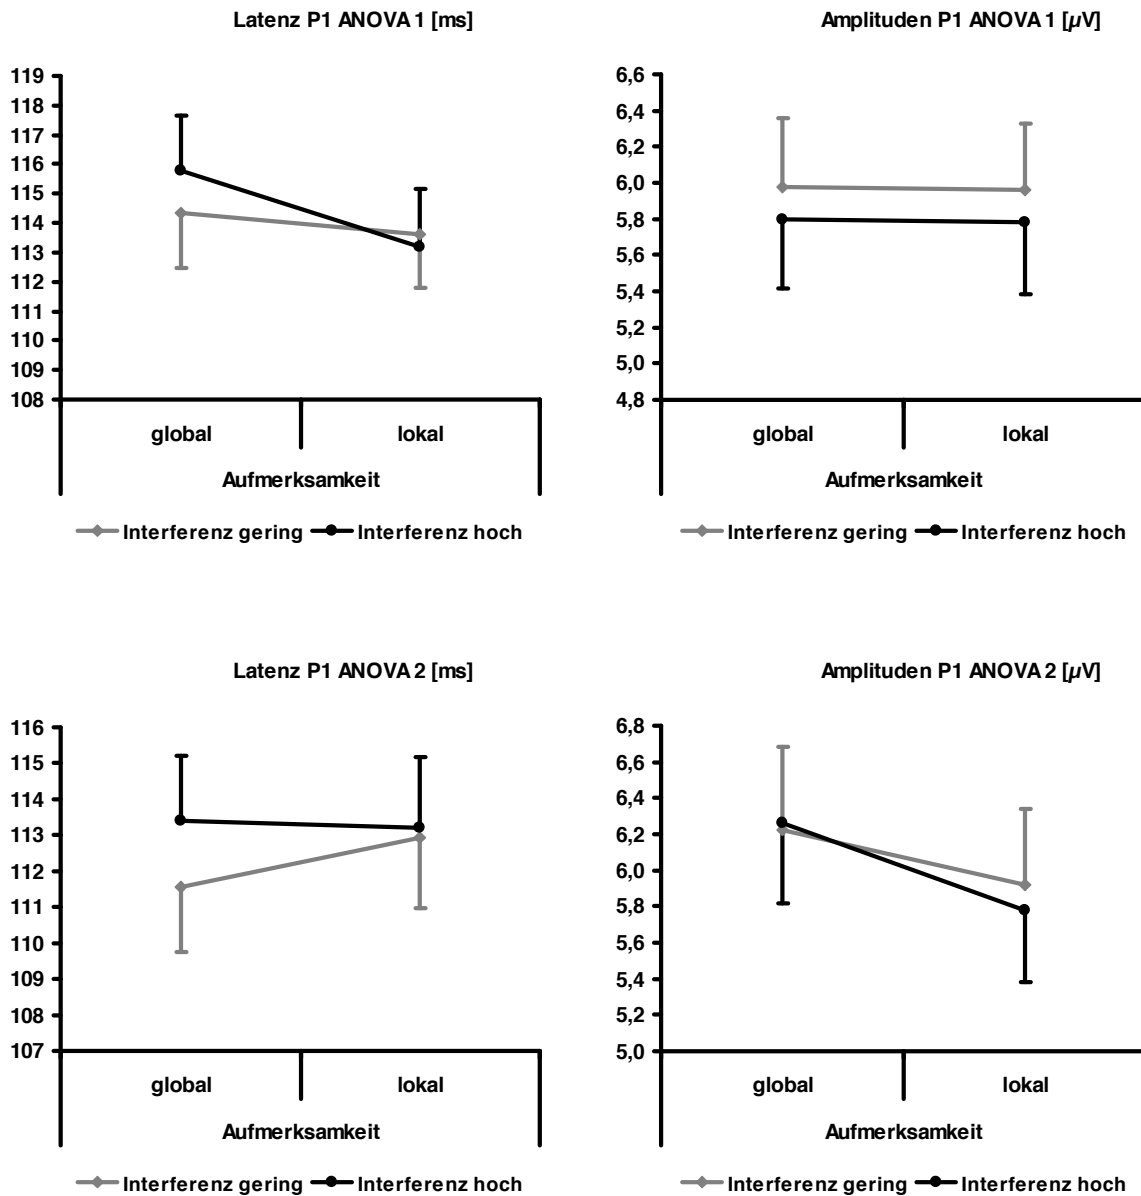 Latenz P1 ANOVA 1 [ms]
119
118
117
116
115
114
113
112
111
110
109
108
global lokal
Aufmerksamkeit
Interferenz gering Interferenz hoch
Amplituden P1 ANOVA 1 [µV]
6,6
6,4
6,2
6,0
5,8
5,6
5,4
5,2
5,0
4,8
global lokal
Aufmerksamkeit
Interferenz gering Interferenz hoch
Latenz P1 ANOVA 2 [ms]
116
115
114
113
112
111
110
109
108
107
global lokal
Aufmerksamkeit
Interferenz gering Interferenz hoch
Amplituden P1 ANOVA 2 [µV]
6,8
6,6
6,4
6,2
6,0
5,8
5,6
5,4
5,2
5,0
global lokal
Aufmerksamkeit
Interferenz gering Interferenz hoch